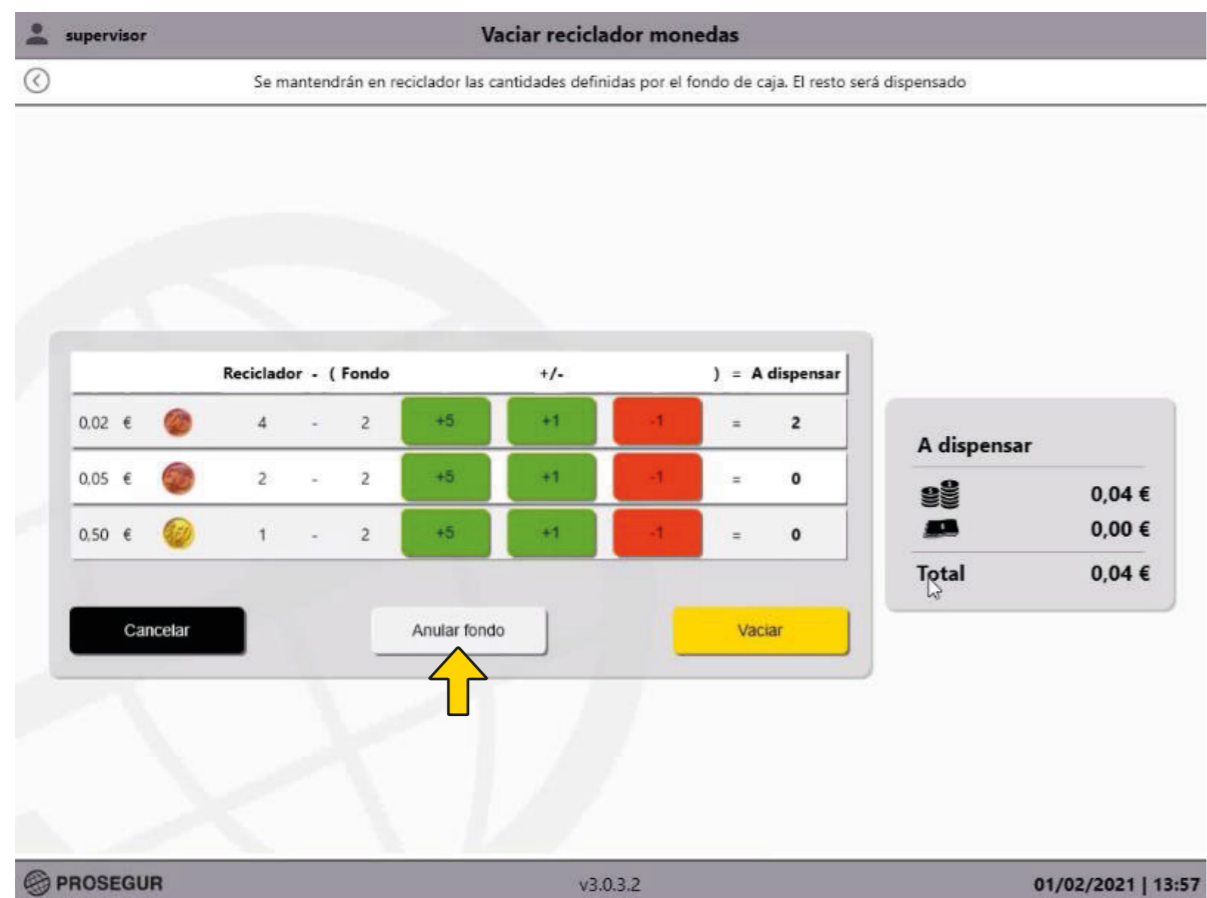 supervisor Vaciar reciclador monedas
Se mantendrán en reciclador las cantidades definidas por el fondo de caja. El resto será dispensado
Reciclador - ( Fondo +/- ) = A dispensar
0,02 € 4 - 2 +5 +1 -1 = 2
0,05 € 2 - 2 +5 +1 -1 = 0
0,50 € 1 - 2 +5 +1 -1 = 0
Cancelar Anular fondo Vaciar
A dispensar
0,04 €
0,00 €
Total 0,04 €
PROSEGUR v3.0.3.2 01/02/2021 | 13:57